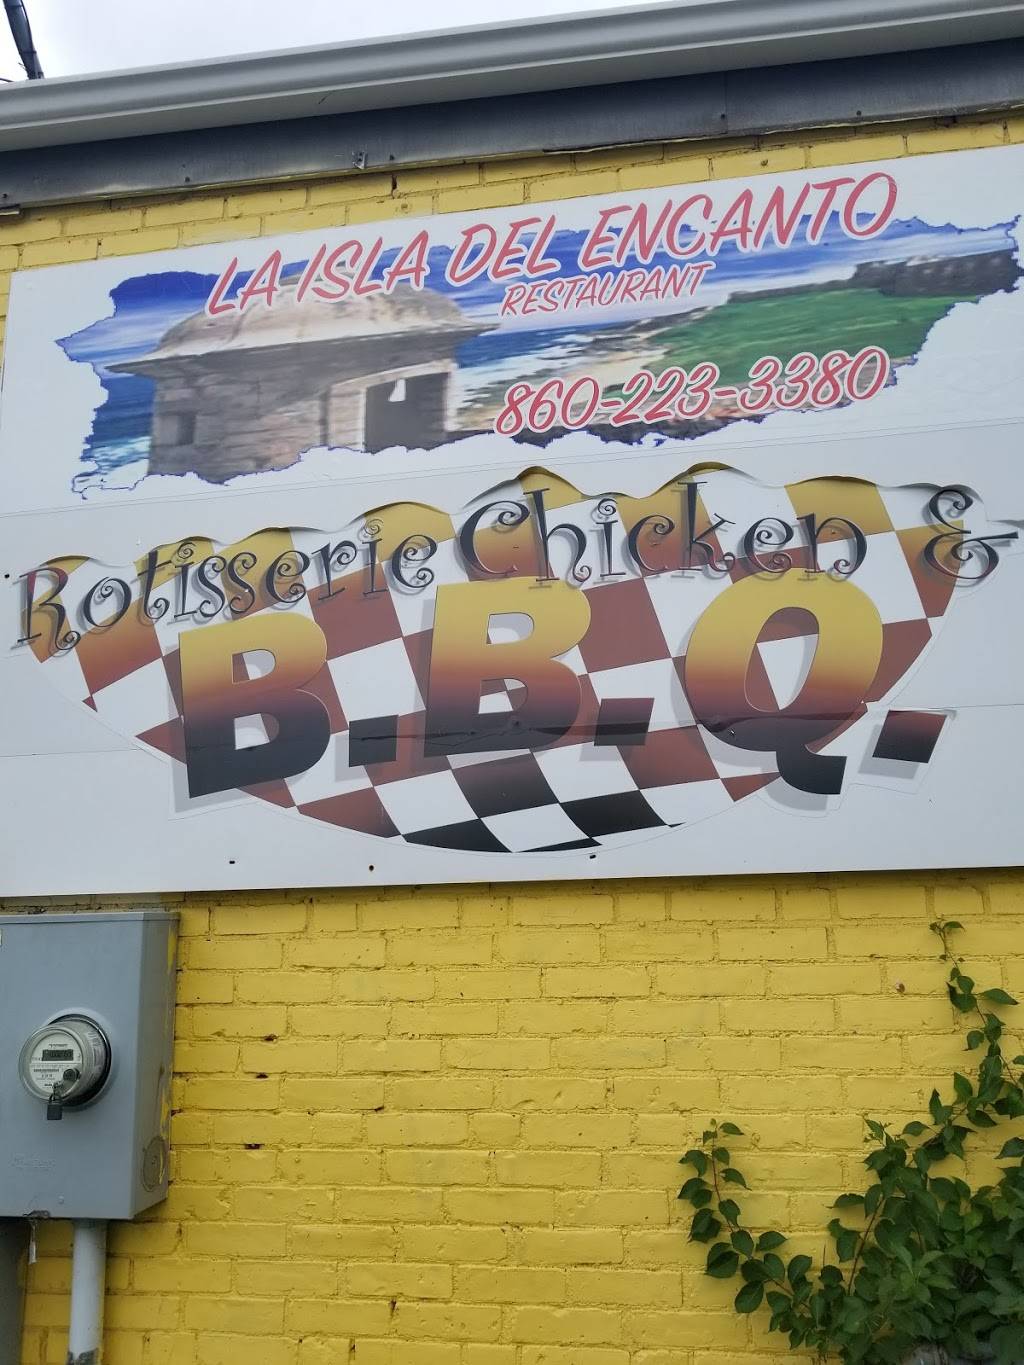 LA ISLA DEL ENCANTO
RESTAURANT
860-223-3380
Rotisserie Chicken &
B.B.Q.